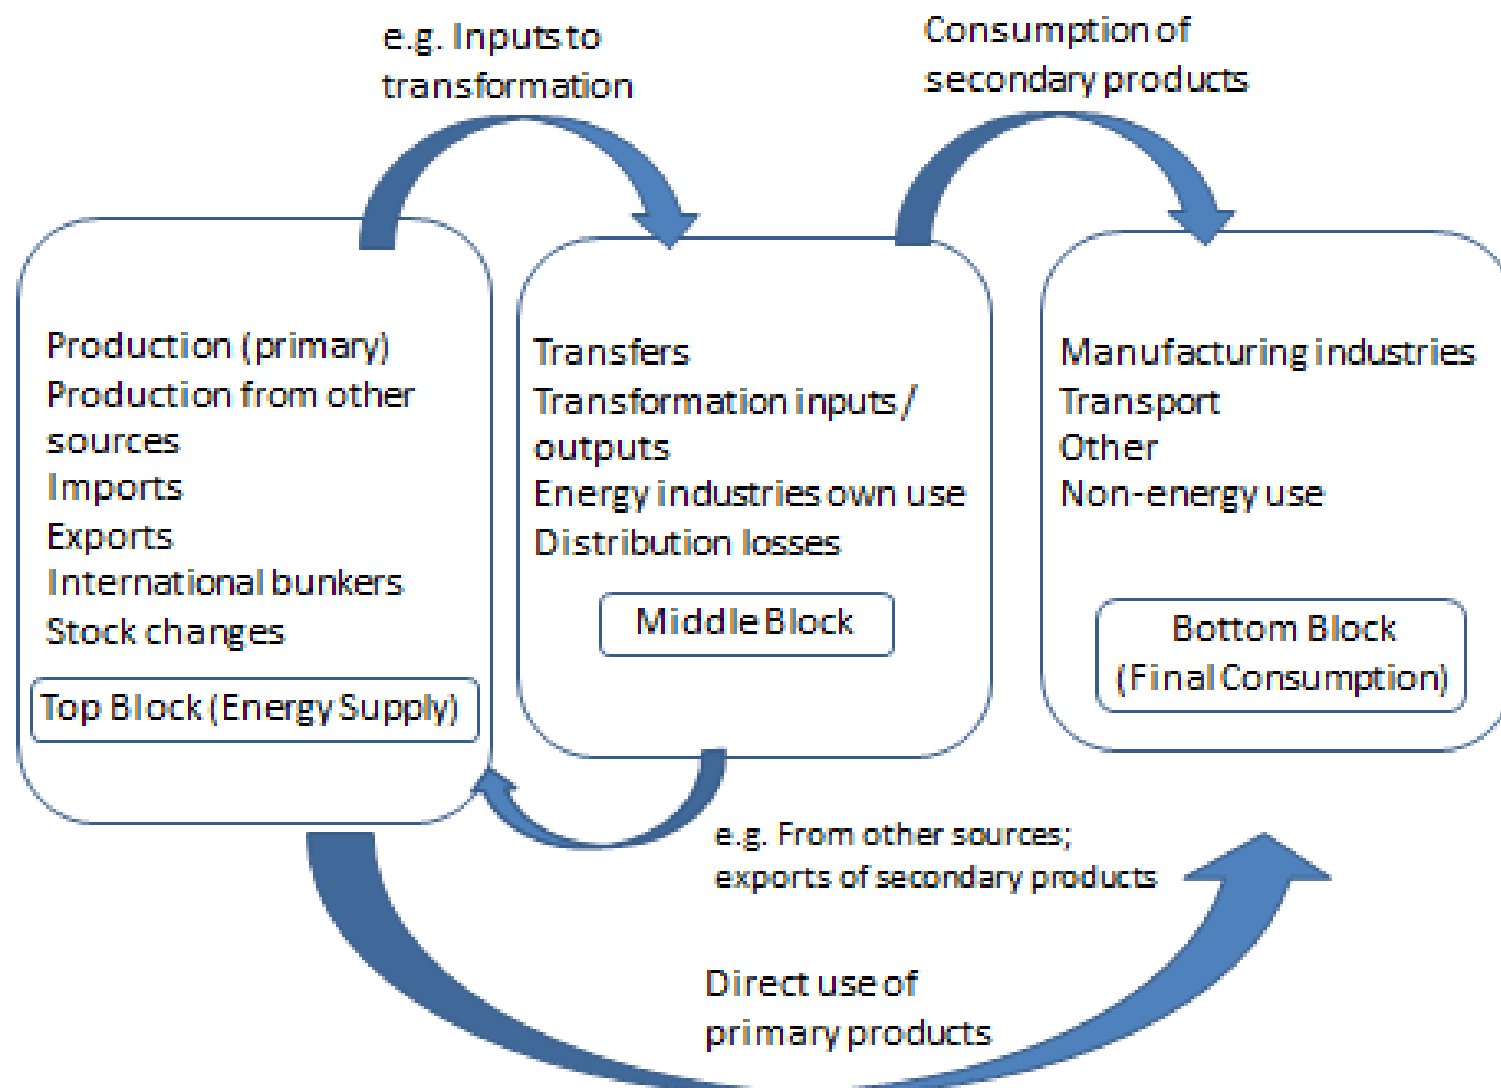 e.g. Inputs to
transformation
Consumption of
secondary products
Production (primary)
Production from other
sources
Imports
Exports
International bunkers
Stock changes
Top Block (Energy Supply)
Transfers
Transformation inputs/
outputs
Energy industries own use
Distribution losses
Middle Block
Manufacturing industries
Transport
Other
Non-energy use
Bottom Block
(Final Consumption)
e.g. From other sources;
exports of secondary products
Direct use of
primary products